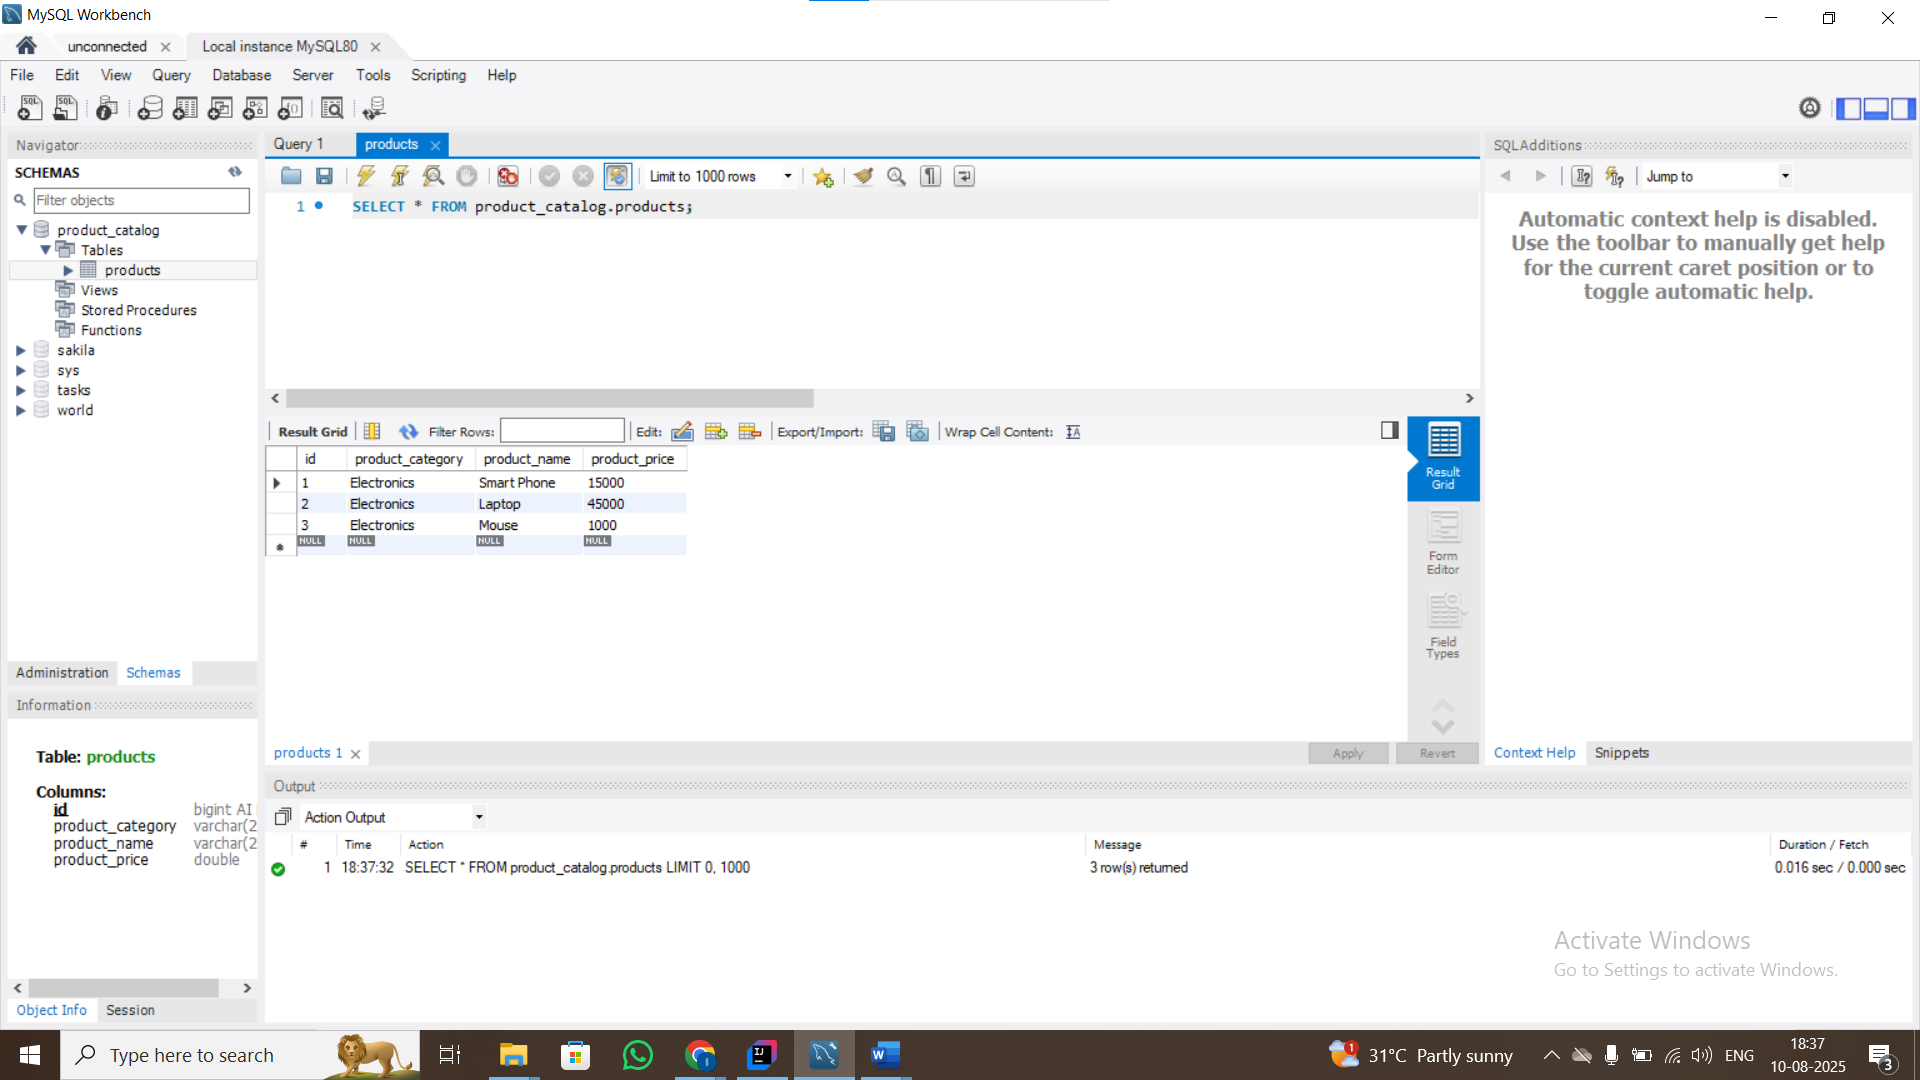 MySQL Workbench
unconnected
Local instance MySQL80
File Edit View Query Database Server Tools Scripting Help
Navigator
SCHEMAS
Filter objects
product_catalog
Tables
products
Views
Stored Procedures
Functions
sakila
sys
tasks
world
Administration Schemas
Information
Table: products
Columns:
id bigint AI
product_category varchar(2
product_name varchar(2
product_price double
Object Info Session
Query 1 products
Limit to 1000 rows
1 SELECT * FROM product_catalog.products;
Result Grid Filter Rows: Edit: Export/Import: Wrap Cell Content:
id product_category product_name product_price
1 Electronics Smart Phone 15000
2 Electronics Laptop 45000
3 Electronics Mouse 1000
NULL NULL NULL NULL
Result
Grid
Form
Editor
Field
Types
products 1
Apply Revert
SQLAdditions
Jump to
Automatic context help is disabled.
Use the toolbar to manually get help
for the current caret position or to
toggle automatic help.
Context Help Snippets
Output
Action Output
# Time Action Message Duration / Fetch
1 18:37:32 SELECT * FROM product_catalog.products LIMIT 0, 1000 3 row(s) returned 0.016 sec / 0.000 sec
Activate Windows
Go to Settings to activate Windows.
Type here to search
31°C Partly sunny
ENG
18:37
10-08-2025
3